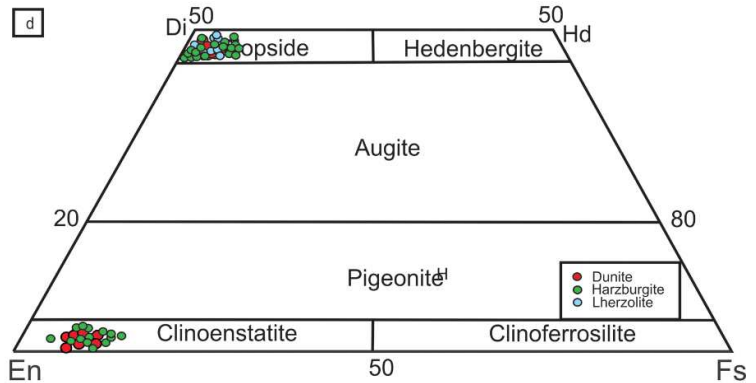 d
50 50
Di Hd
opside Hedenbergite
Augite
20 80
Pigeonite H
Dunite
Harzburgite
Lherzolite
Clinoenstatite Clinoferrosilite
En 50 Fs